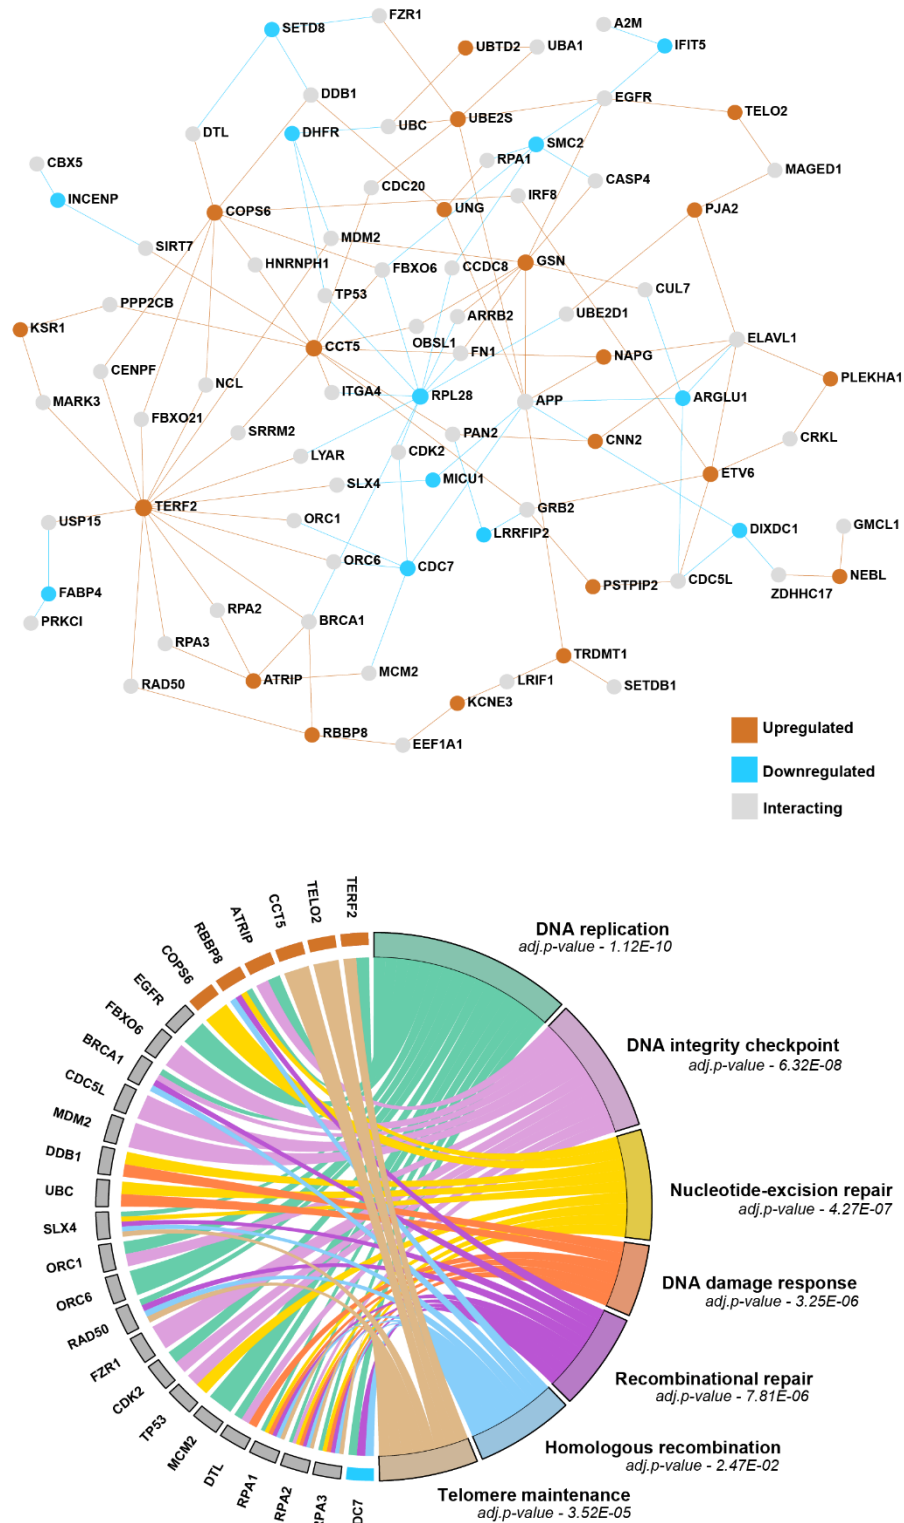 A2M
FZR1
SETD8
IFIT5
UBTD2
UBA1
DDB1
EGFR
TELO2
DTL
DHFR
UBC
UBE2S
SMC2
CBX5
RPA1
MAGED1
CASP4
INCENP
CDC20
IRF8
COPS6
UNG
PJA2
MDM2
SIRT7
HNRNPH1
FBXO6
CCDC8
GSN
CUL7
TP53
PPP2CB
ARRB2
UBE2D1
KSR1
OBSL1
ELAVL1
CCT5
FN1
NAPG
CENPF
NCL
PLEKHA1
ITGA4
RPL28
APP
ARGLU1
MARK3
FBXO21
SRRM2
PAN2
CNN2
CRKL
LYAR
CDK2
SLX4
MICU1
ETV6
TERF2
GRB2
USP15
ORC1
LRRFIP2
DIXDC1
GMCL1
ORC6
CDC7
PSTPIP2
CDC5L
ZDHHC17
NEBL
FABP4
RPA2
PRKCI
BRCA1
RPA3
TRDMT1
RAD50
ATRIP
MCM2
LRIF1
SETDB1
KCNE3
RBBP8
EEF1A1
Upregulated
Downregulated
Interacting
TERF2
TELO2
CCT5
ATRIP
RBBP8
COPS6
EGFR
FBXO6
BRCA1
CDC5L
MDM2
DDB1
UBC
SLX4
ORC1
ORC6
RAD50
FZR1
CDK2
TP53
MCM2
DTL
RPA1
RPA2
RPA3
DC7
DNA replication
adj.p-value - 1.12E-10
DNA integrity checkpoint
adj.p-value - 6.32E-08
Nucleotide-excision repair
adj.p-value - 4.27E-07
DNA damage response
adj.p-value - 3.25E-06
Recombinational repair
adj.p-value - 7.81E-06
Homologous recombination
adj.p-value - 2.47E-02
Telomere maintenance
adj.p-value - 3.52E-05